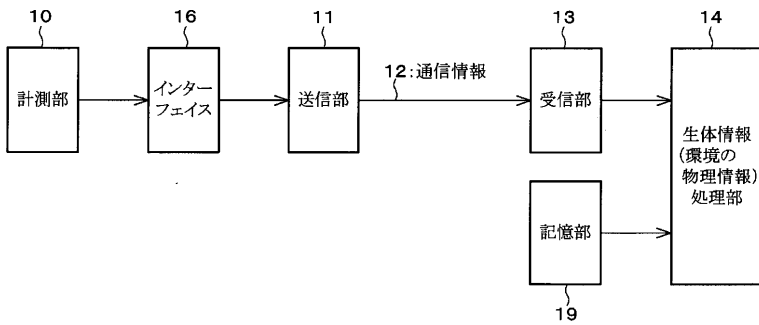 10
16
11
13
14
計測部
インター
フェイス
送信部
12:通信情報
受信部
生体情報
(環境の
物理情報)
処理部
記憶部
19